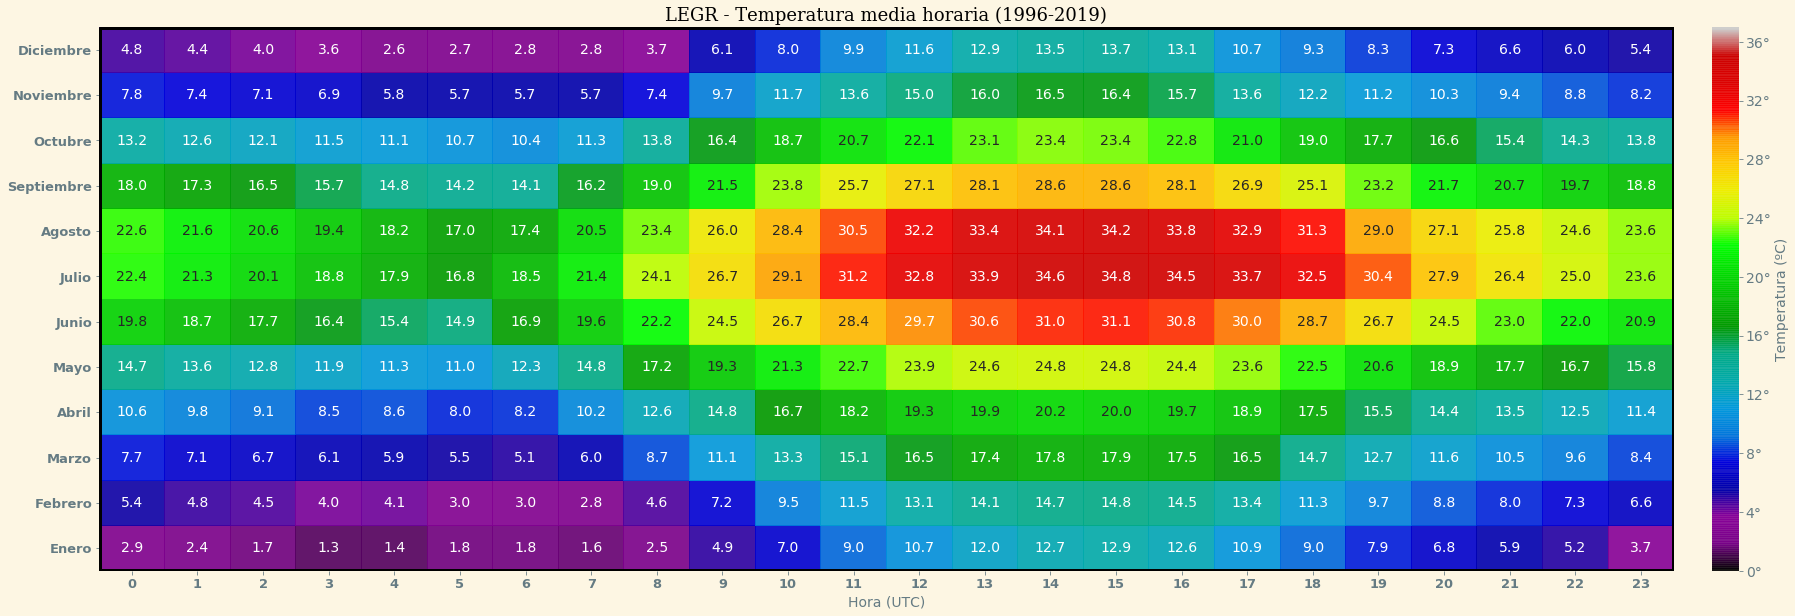 LEGR - Temperatura media horaria (1996-2019)
Diciembre 4.8 4.4 4.0 3.6 2.6 2.7 2.8 2.8 3.7 6.1 8.0 9.9 11.6 12.9 13.5 13.7 13.1 10.7 9.3 8.3 7.3 6.6 6.0 5.4
Noviembre 7.8 7.4 7.1 6.9 5.8 5.7 5.7 5.7 7.4 9.7 11.7 13.6 15.0 16.0 16.5 16.4 15.7 13.6 12.2 11.2 10.3 9.4 8.8 8.2
Octubre 13.2 12.6 12.1 11.5 11.1 10.7 10.4 11.3 13.8 16.4 18.7 20.7 22.1 23.1 23.4 23.4 22.8 21.0 19.0 17.7 16.6 15.4 14.3 13.8
Septiembre 18.0 17.3 16.5 15.7 14.8 14.2 14.1 16.2 19.0 21.5 23.8 25.7 27.1 28.1 28.6 28.6 28.1 26.9 25.1 23.2 21.7 20.7 19.7 18.8
Agosto 22.6 21.6 20.6 19.4 18.2 17.0 17.4 20.5 23.4 26.0 28.4 30.5 32.2 33.4 34.1 34.2 33.8 32.9 31.3 29.0 27.1 25.8 24.6 23.6
Julio 22.4 21.3 20.1 18.8 17.9 16.8 18.5 21.4 24.1 26.7 29.1 31.2 32.8 33.9 34.6 34.8 34.5 33.7 32.5 30.4 27.9 26.4 25.0 23.6
Junio 19.8 18.7 17.7 16.4 15.4 14.9 16.9 19.6 22.2 24.5 26.7 28.4 29.7 30.6 31.0 31.1 30.8 30.0 28.7 26.7 24.5 23.0 22.0 20.9
Mayo 14.7 13.6 12.8 11.9 11.3 11.0 12.3 14.8 17.2 19.3 21.3 22.7 23.9 24.6 24.8 24.8 24.4 23.6 22.5 20.6 18.9 17.7 16.7 15.8
Abril 10.6 9.8 9.1 8.5 8.6 8.0 8.2 10.2 12.6 14.8 16.7 18.2 19.3 19.9 20.2 20.0 19.7 18.9 17.5 15.5 14.4 13.5 12.5 11.4
Marzo 7.7 7.1 6.7 6.1 5.9 5.5 5.1 6.0 8.7 11.1 13.3 15.1 16.5 17.4 17.8 17.9 17.5 16.5 14.7 12.7 11.6 10.5 9.6 8.4
Febrero 5.4 4.8 4.5 4.0 4.1 3.0 3.0 2.8 4.6 7.2 9.5 11.5 13.1 14.1 14.7 14.8 14.5 13.4 11.3 9.7 8.8 8.0 7.3 6.6
Enero 2.9 2.4 1.7 1.3 1.4 1.8 1.8 1.6 2.5 4.9 7.0 9.0 10.7 12.0 12.7 12.9 12.6 10.9 9.0 7.9 6.8 5.9 5.2 3.7
0 1 2 3 4 5 6 7 8 9 10 11 12 13 14 15 16 17 18 19 20 21 22 23
Hora (UTC)
36°
32°
28°
24°
20°
16°
12°
8°
4°
0°
Temperatura (ºC)